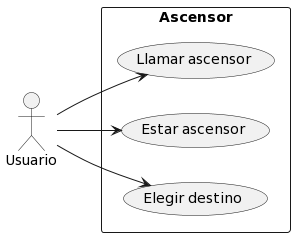 Ascensor
Llamar ascensor
Estar ascensor
Usuario
Elegir destino